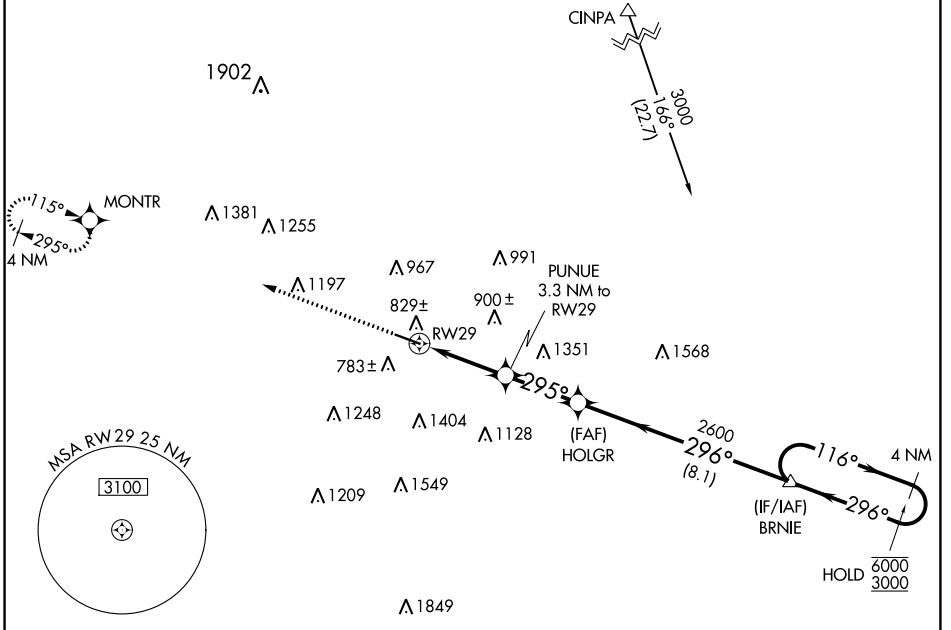 CINPA
3000
166°
(22.7)
1902
115°
MONTR
295°
4 NM
1381
1255
1197
967
991
829±
900±
PUNUE
3.3 NM to
RW29
RW29
1351
1568
783±
295°
1248
1404
1128
(FAF)
HOLGR
2600
296°
(8.1)
116°
4 NM
296°
(IF/IAF)
BRNIE
HOLD 6000
3000
MSA RW29 25 NM
3100
1209
1549
1849